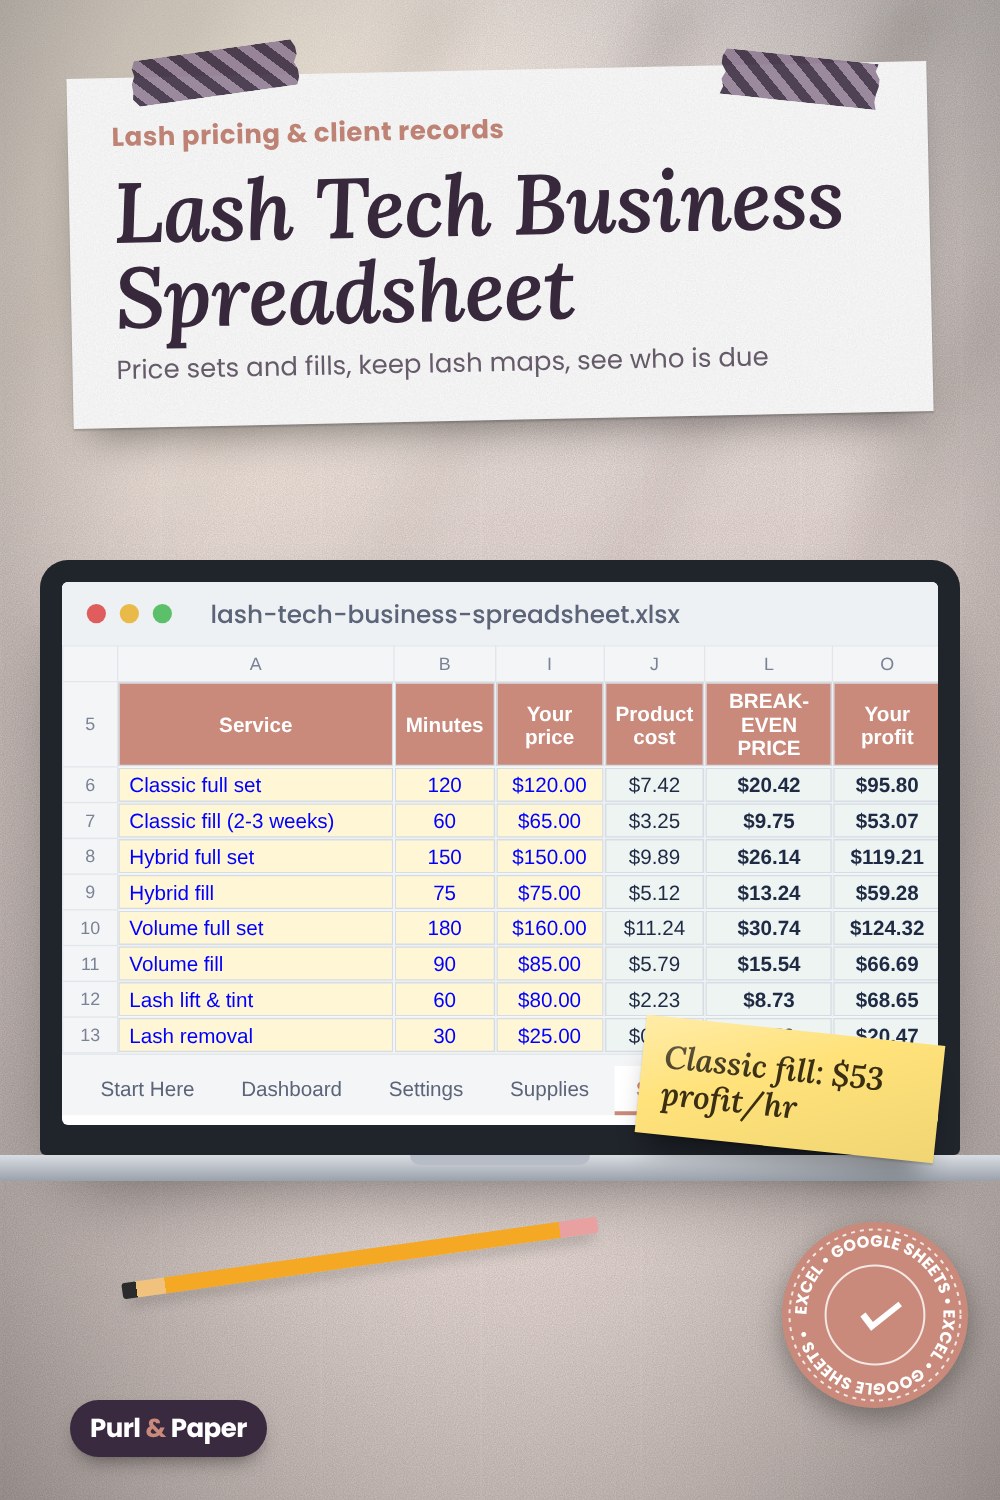 Lash pricing & client records
Lash Tech Business
Spreadsheet
Price sets and fills, keep lash maps, see who is due
lash-tech-business-spreadsheet.xlsx
A B I J L O
5 Service Minutes Your price Product cost BREAK-EVEN PRICE Your profit
6 Classic full set 120 $120.00 $7.42 $20.42 $95.80
7 Classic fill (2-3 weeks) 60 $65.00 $3.25 $9.75 $53.07
8 Hybrid full set 150 $150.00 $9.89 $26.14 $119.21
9 Hybrid fill 75 $75.00 $5.12 $13.24 $59.28
10 Volume full set 180 $160.00 $11.24 $30.74 $124.32
11 Volume fill 90 $85.00 $5.79 $15.54 $66.69
12 Lash lift & tint 60 $80.00 $2.23 $8.73 $68.65
13 Lash removal 30 $25.00 $20.47
Start Here Dashboard Settings Supplies
Classic fill: $53
profit/hr
EXCEL • GOOGLE SHEETS • EXCEL • GOOGLE SHEETS •
Purl & Paper